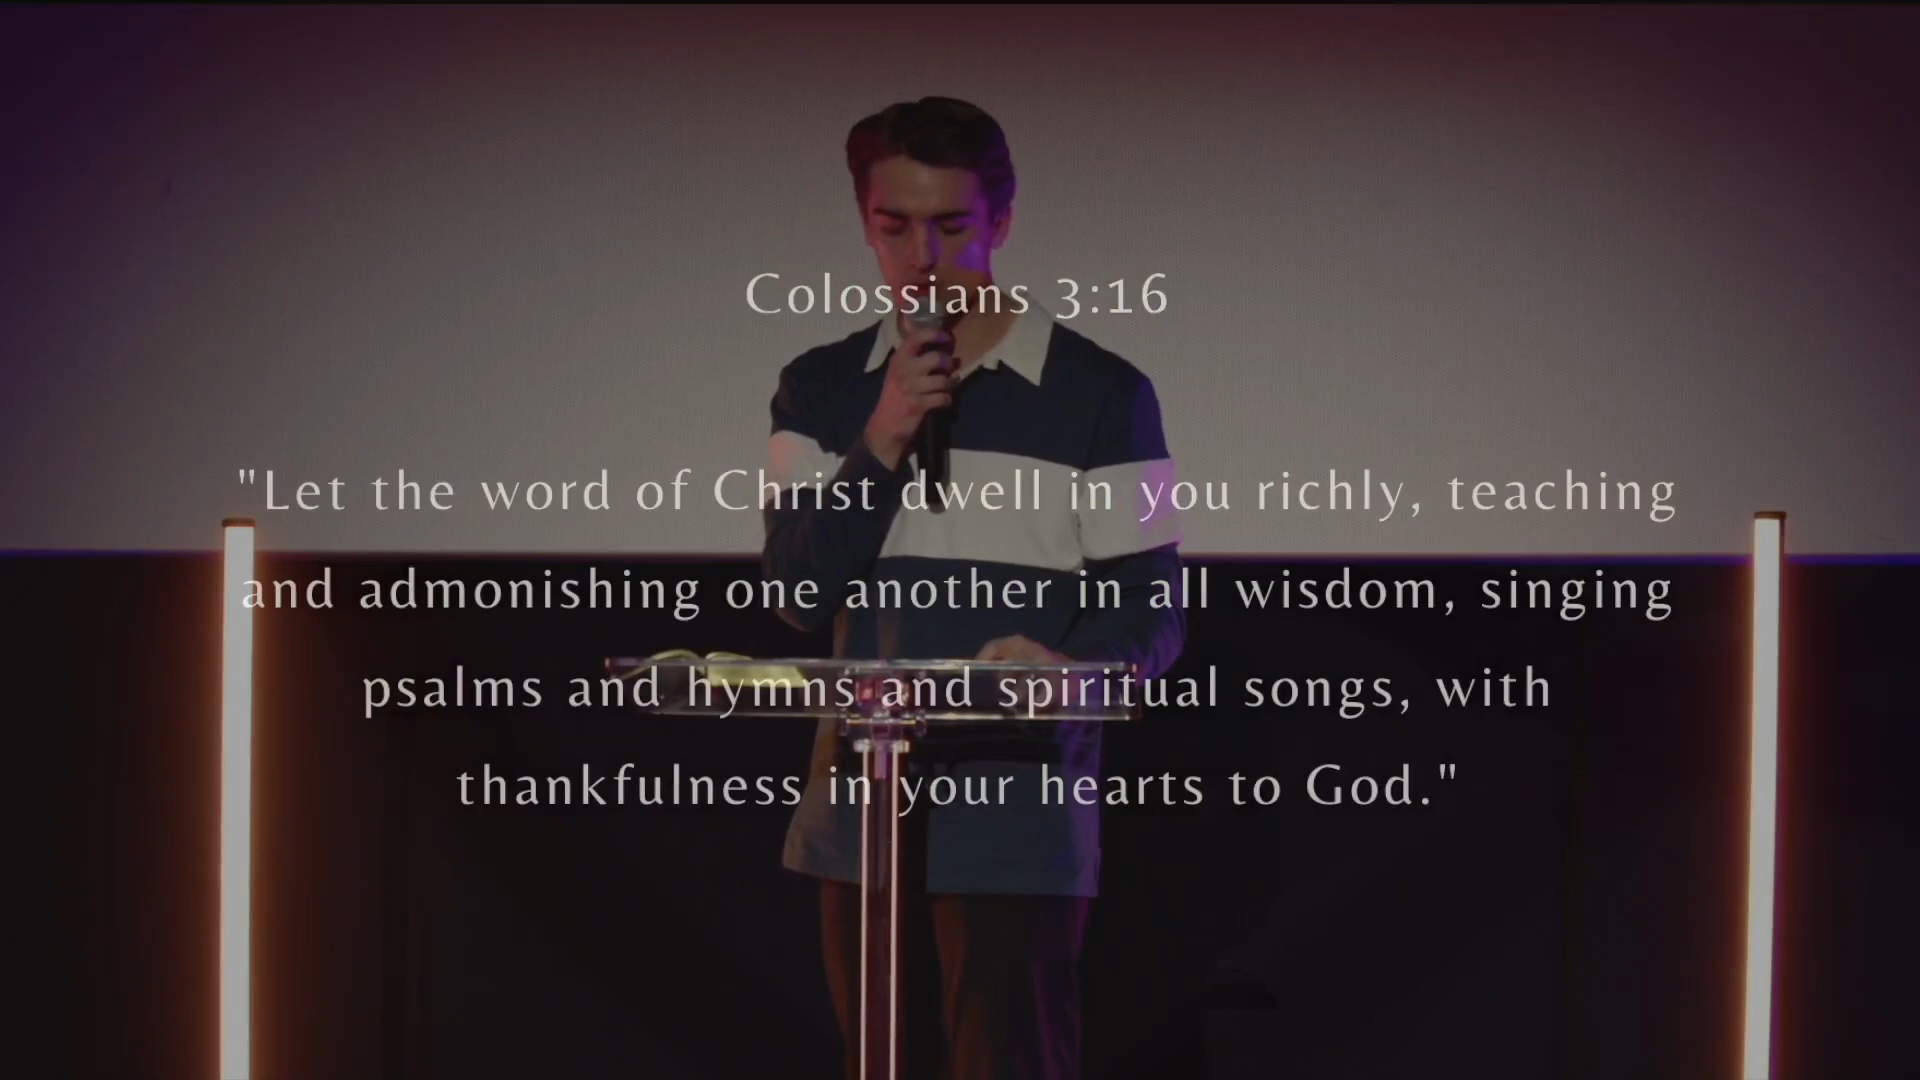 Colossians 3:16
"Let the word of Christ dwell in you richly, teaching
and admonishing one another in all wisdom, singing
psalms and hymns and spiritual songs, with
thankfulness in your hearts to God."